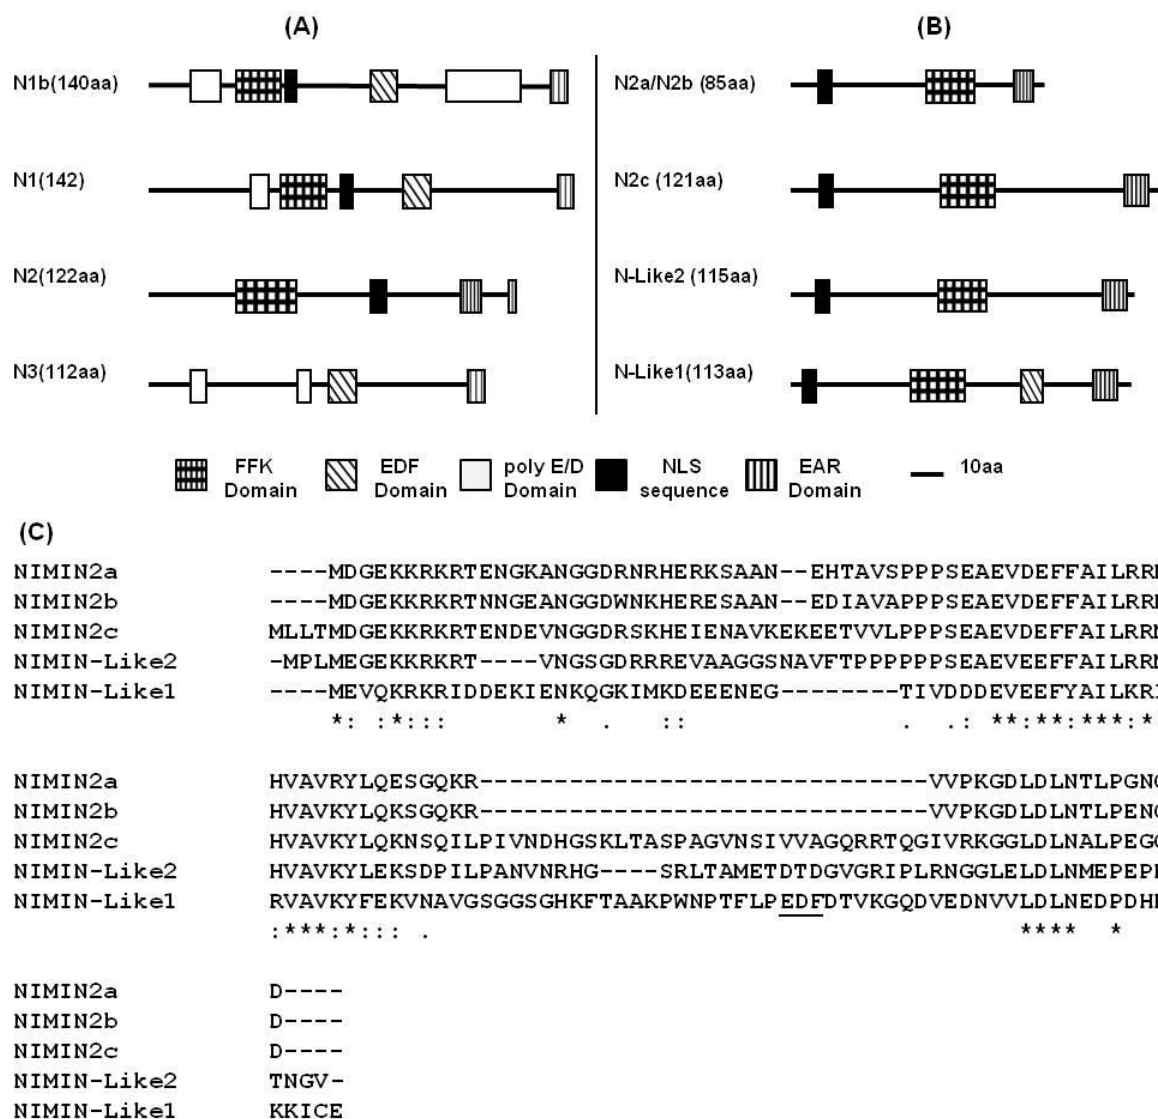 (A)
(B)
N1b(140aa)
N2a/N2b (85aa)
N1(142)
N2c (121aa)
N2(122aa)
N-Like2 (115aa)
N3(112aa)
N-Like1(113aa)
FFK Domain
EDF Domain
poly E/D Domain
NLS sequence
EAR Domain
10aa
(C)
NIMIN2a ----MDGEKKRKRTENGKANGGDRNRHERKSAAN--EHTAVSPPPSEAEVDEFFAILRR
NIMIN2b ----MDGEKKRKRTNNGEANGGDWNKHERESAAN--EDIAVAPPPSEAEVDEFFAILRR
NIMIN2c MLLTMDGEKKRKRTENDEVNGGDRSKHEIENAVKEKEETVVLPPPSEAEVDEFFAILRR
NIMIN-Like2 -MPLMEGEKKRKRT----VNGSGDRRREVAAGGSNAVFTPPPPPPSEAEVEEFFAILRR
NIMIN-Like1 ----MEVQKRKRIDDEKIENKQGKIMKDEEENEG--------TIVDDDEVEEFYAILKR
*: :*::: * . :: . .: **:**:***:*
NIMIN2a HVAVRYLQESGQKR------------------------------VVPKGDLDLNTLPGN
NIMIN2b HVAVKYLQKSGQKR------------------------------VVPKGDLDLNTLPEN
NIMIN2c HVAVKYLQKNSQILPIVNDHGSKLTASPAGVNSIVVAGQRRTQGIVRKGGLDLNALPEG
NIMIN-Like2 HVAVKYLEKSDPILPANVNRHG----SRLTAMETDTDGVGRIPLRNGGLELDLNMEPEP
NIMIN-Like1 RVAVKYFEKVNAVGSGGSGHKFTAAKPWNPTFLPEDFDTVKGQDVEDNVVLDLNEDPDH
:***:*:: . **** *
NIMIN2a D----
NIMIN2b D----
NIMIN2c D----
NIMIN-Like2 TNGV-
NIMIN-Like1 KKICE